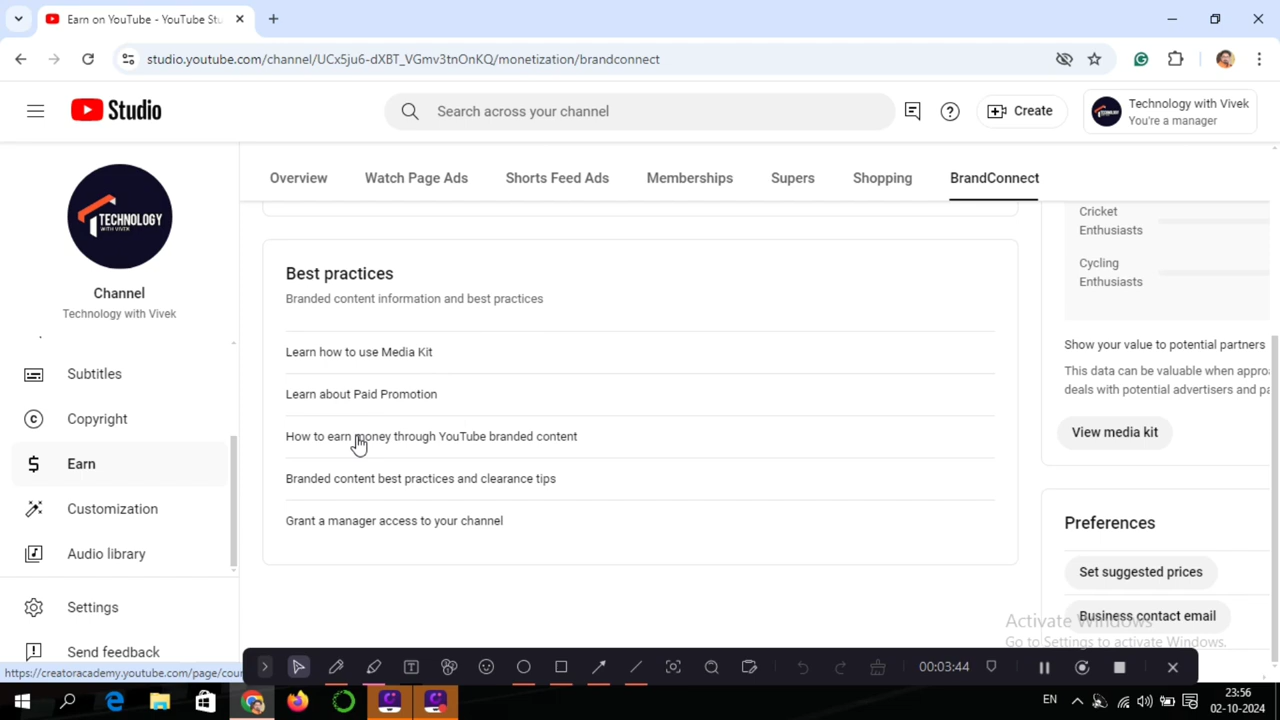 Earn on YouTube - YouTube Stu
studio.youtube.com/channel/UCx5ju6-dXBT_VGmv3tnOnKQ/monetization/brandconnect
Studio
Search across your channel
Create
Technology with Vivek
You're a manager
TECHNOLOGY
WITH VIVEK
Channel
Technology with Vivek
Subtitles
Copyright
Earn
Customization
Audio library
Settings
Send feedback
Overview
Watch Page Ads
Shorts Feed Ads
Memberships
Supers
Shopping
BrandConnect
Best practices
Branded content information and best practices
Learn how to use Media Kit
Learn about Paid Promotion
How to earn money through YouTube branded content
Branded content best practices and clearance tips
Grant a manager access to your channel
Cricket
Enthusiasts
Cycling
Enthusiasts
Show your value to potential partners
This data can be valuable when appro
deals with potential advertisers and pa
View media kit
Preferences
Set suggested prices
Business contact email
Activate Windows
Go to Settings to activate Windows.
https://creatoracademy.youtube.com/page/cour
00:03:44
EN
23:56
02-10-2024